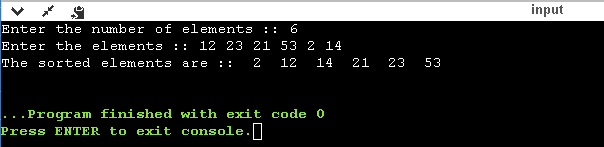 input
Enter the number of elements :: 6
Enter the elements :: 12 23 21 53 2 14
The sorted elements are ::  2  12  14  21  23  53
...Program finished with exit code 0
Press ENTER to exit console.